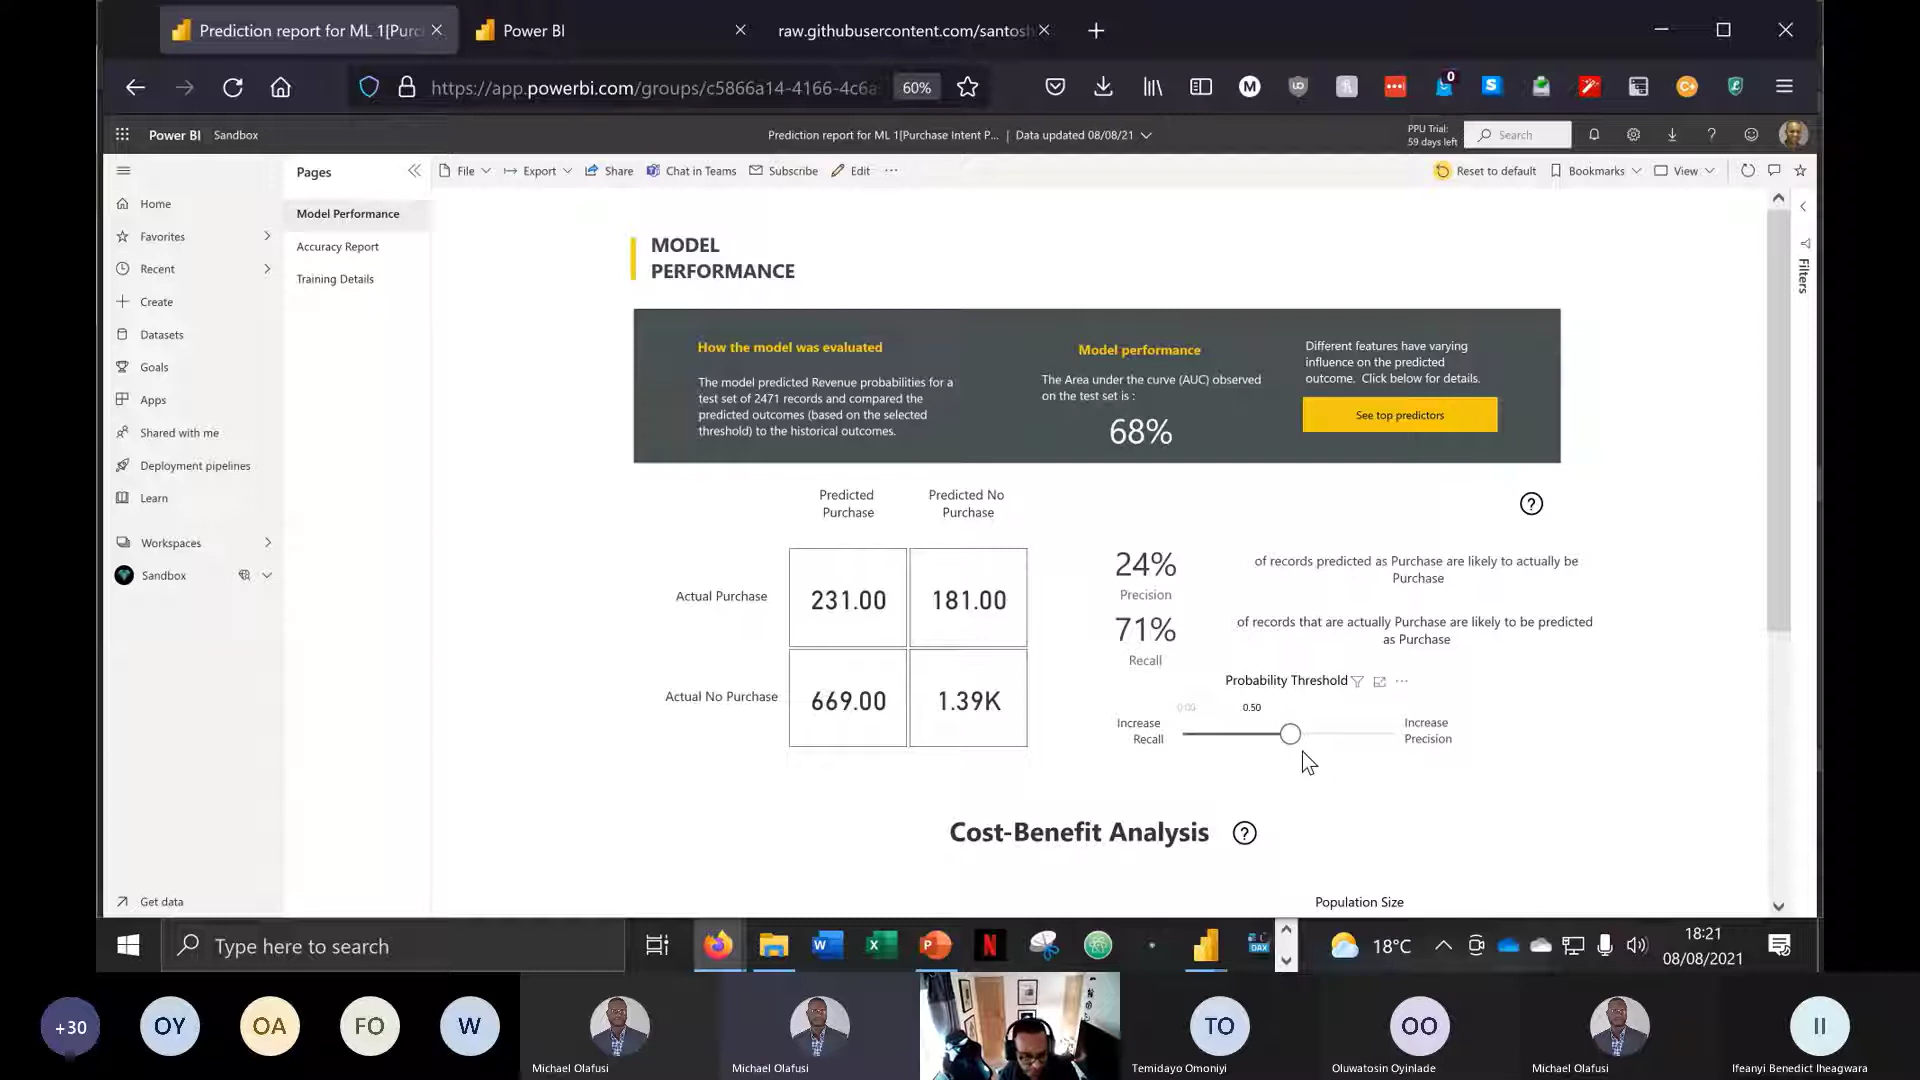 Prediction report for ML 1[Purc
Power BI
raw.githubusercontent.com/santosh
https://app.powerbi.com/groups/c5866a14-4166-4c6a
60%
0
Power BI
Sandbox
Prediction report for ML 1[Purchase Intent P... | Data updated 08/08/21
PPU Trial:
59 days left
Search
Pages
File
Export
Share
Chat in Teams
Subscribe
Edit
Reset to default
Bookmarks
View
Home
Favorites
Recent
Create
Datasets
Goals
Apps
Shared with me
Deployment pipelines
Learn
Workspaces
Sandbox
Get data
Model Performance
Accuracy Report
Training Details
Filters
MODEL
PERFORMANCE
How the model was evaluated
The model predicted Revenue probabilities for a
test set of 2471 records and compared the
predicted outcomes (based on the selected
threshold) to the historical outcomes.
Model performance
The Area under the curve (AUC) observed
on the test set is :
68%
Different features have varying
influence on the predicted
outcome. Click below for details.
See top predictors
Predicted
Purchase
Predicted No
Purchase
Actual Purchase
231.00
181.00
Actual No Purchase
669.00
1.39K
24%
Precision
of records predicted as Purchase are likely to actually be
Purchase
71%
Recall
of records that are actually Purchase are likely to be predicted
as Purchase
Probability Threshold
0.00
0.50
Increase
Recall
Increase
Precision
Cost-Benefit Analysis
Population Size
Type here to search
DAX
18°C
18:21
08/08/2021
+30
OY
OA
FO
W
Michael Olafusi
Michael Olafusi
TO
Temidayo Omoniyi
OO
Oluwatosin Oyinlade
Michael Olafusi
II
Ifeanyi Benedict Iheagwara